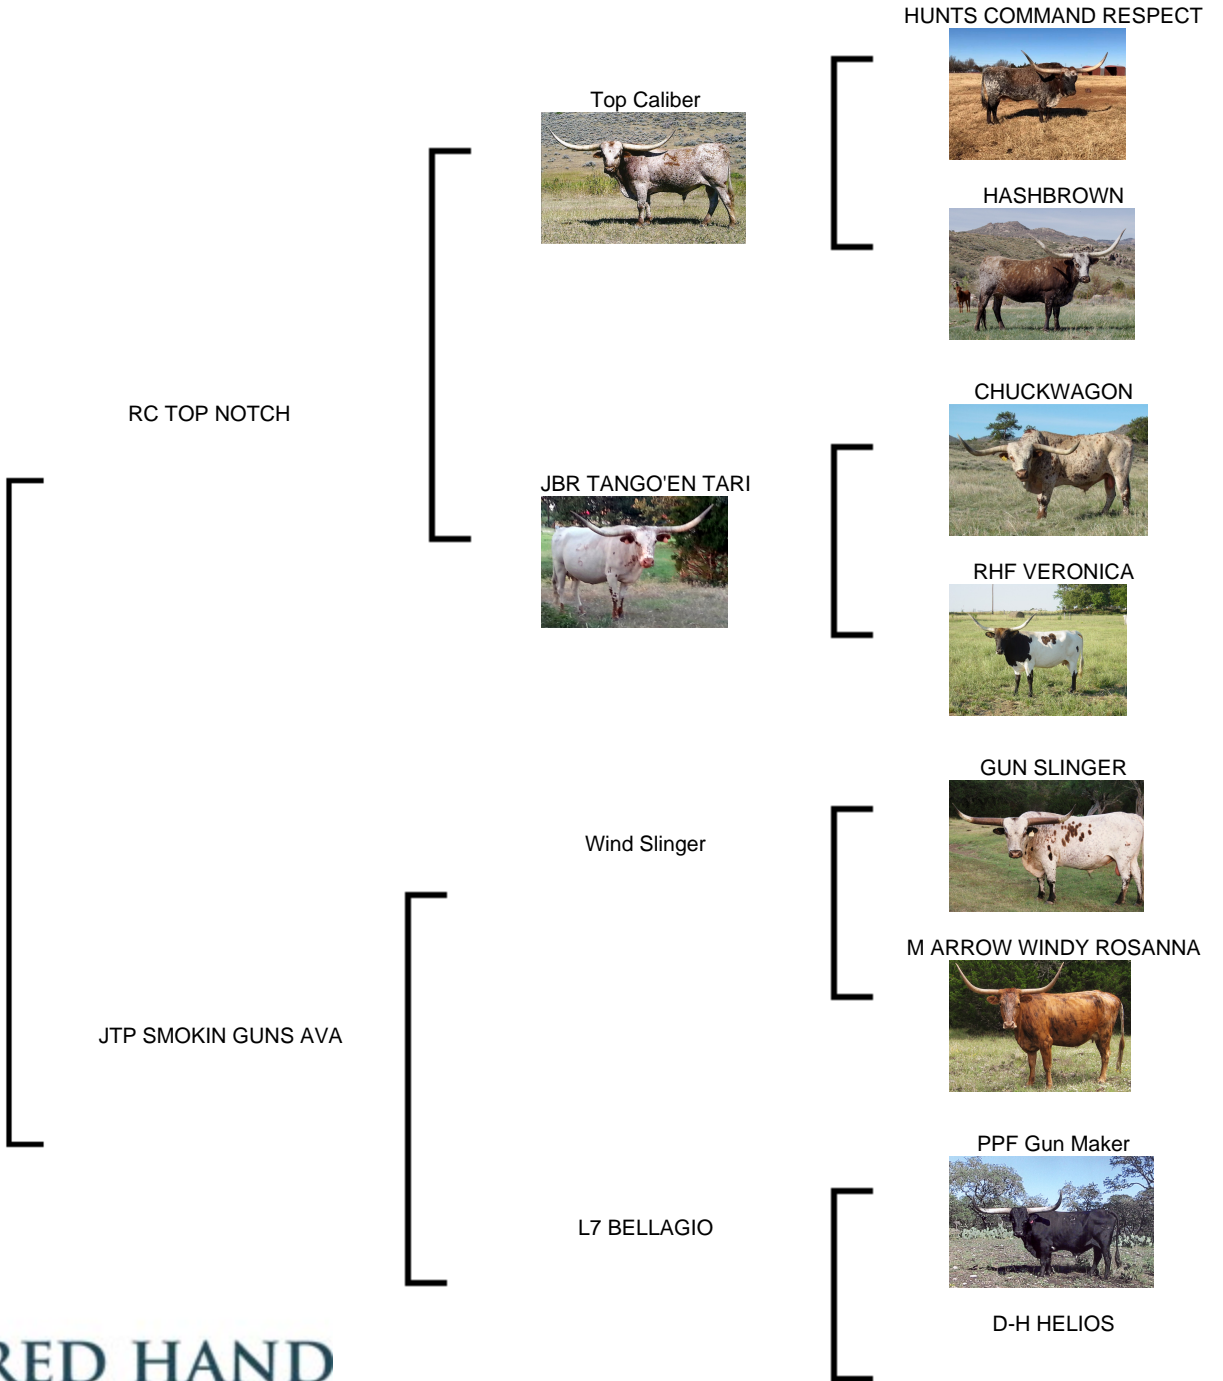 HUNTS COMMAND RESPECT
Top Caliber
HASHBROWN
RC TOP NOTCH
CHUCKWAGON
JBR TANGO'EN TARI
RHF VERONICA
GUN SLINGER
Wind Slinger
M ARROW WINDY ROSANNA
JTP SMOKIN GUNS AVA
PPF Gun Maker
L7 BELLAGIO
D-H HELIOS
RED HAND